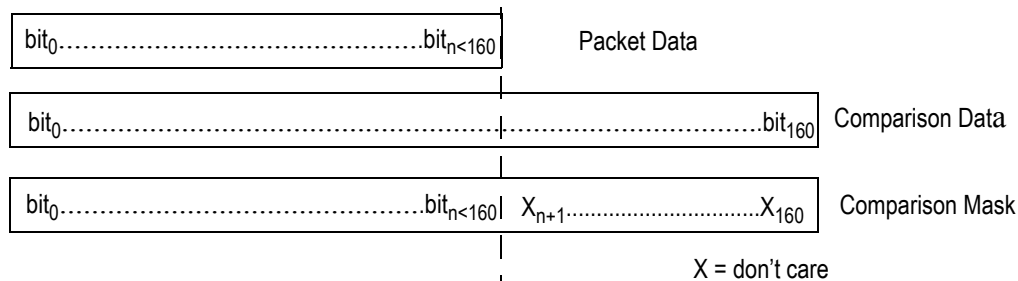 bit₀.............................................bitₙ<₁₆₀ Packet Data
bit₀...............................................................................bit₁₆₀ Comparison Data
bit₀.............................................bitₙ<₁₆₀ Xₙ₊₁.................................X₁₆₀ Comparison Mask
X = don't care